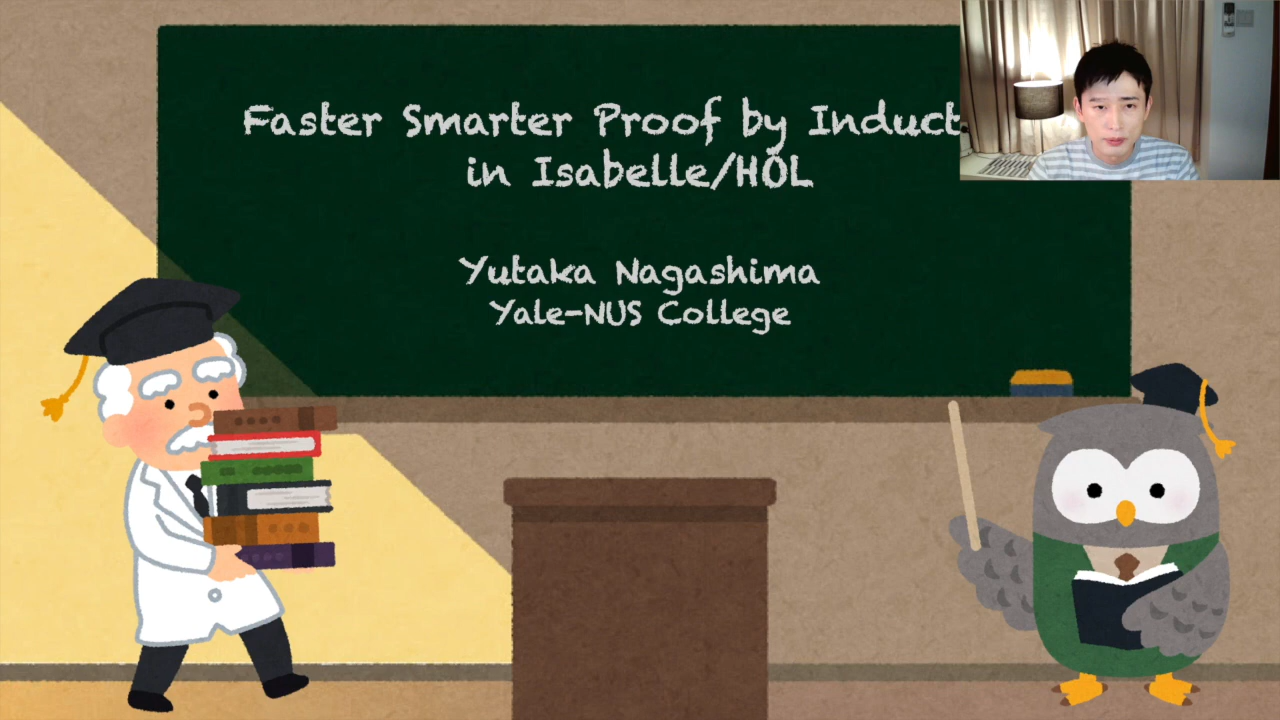 Faster Smarter Proof by Induct
in Isabelle/HOL
Yutaka Nagashima
Yale-NUS College